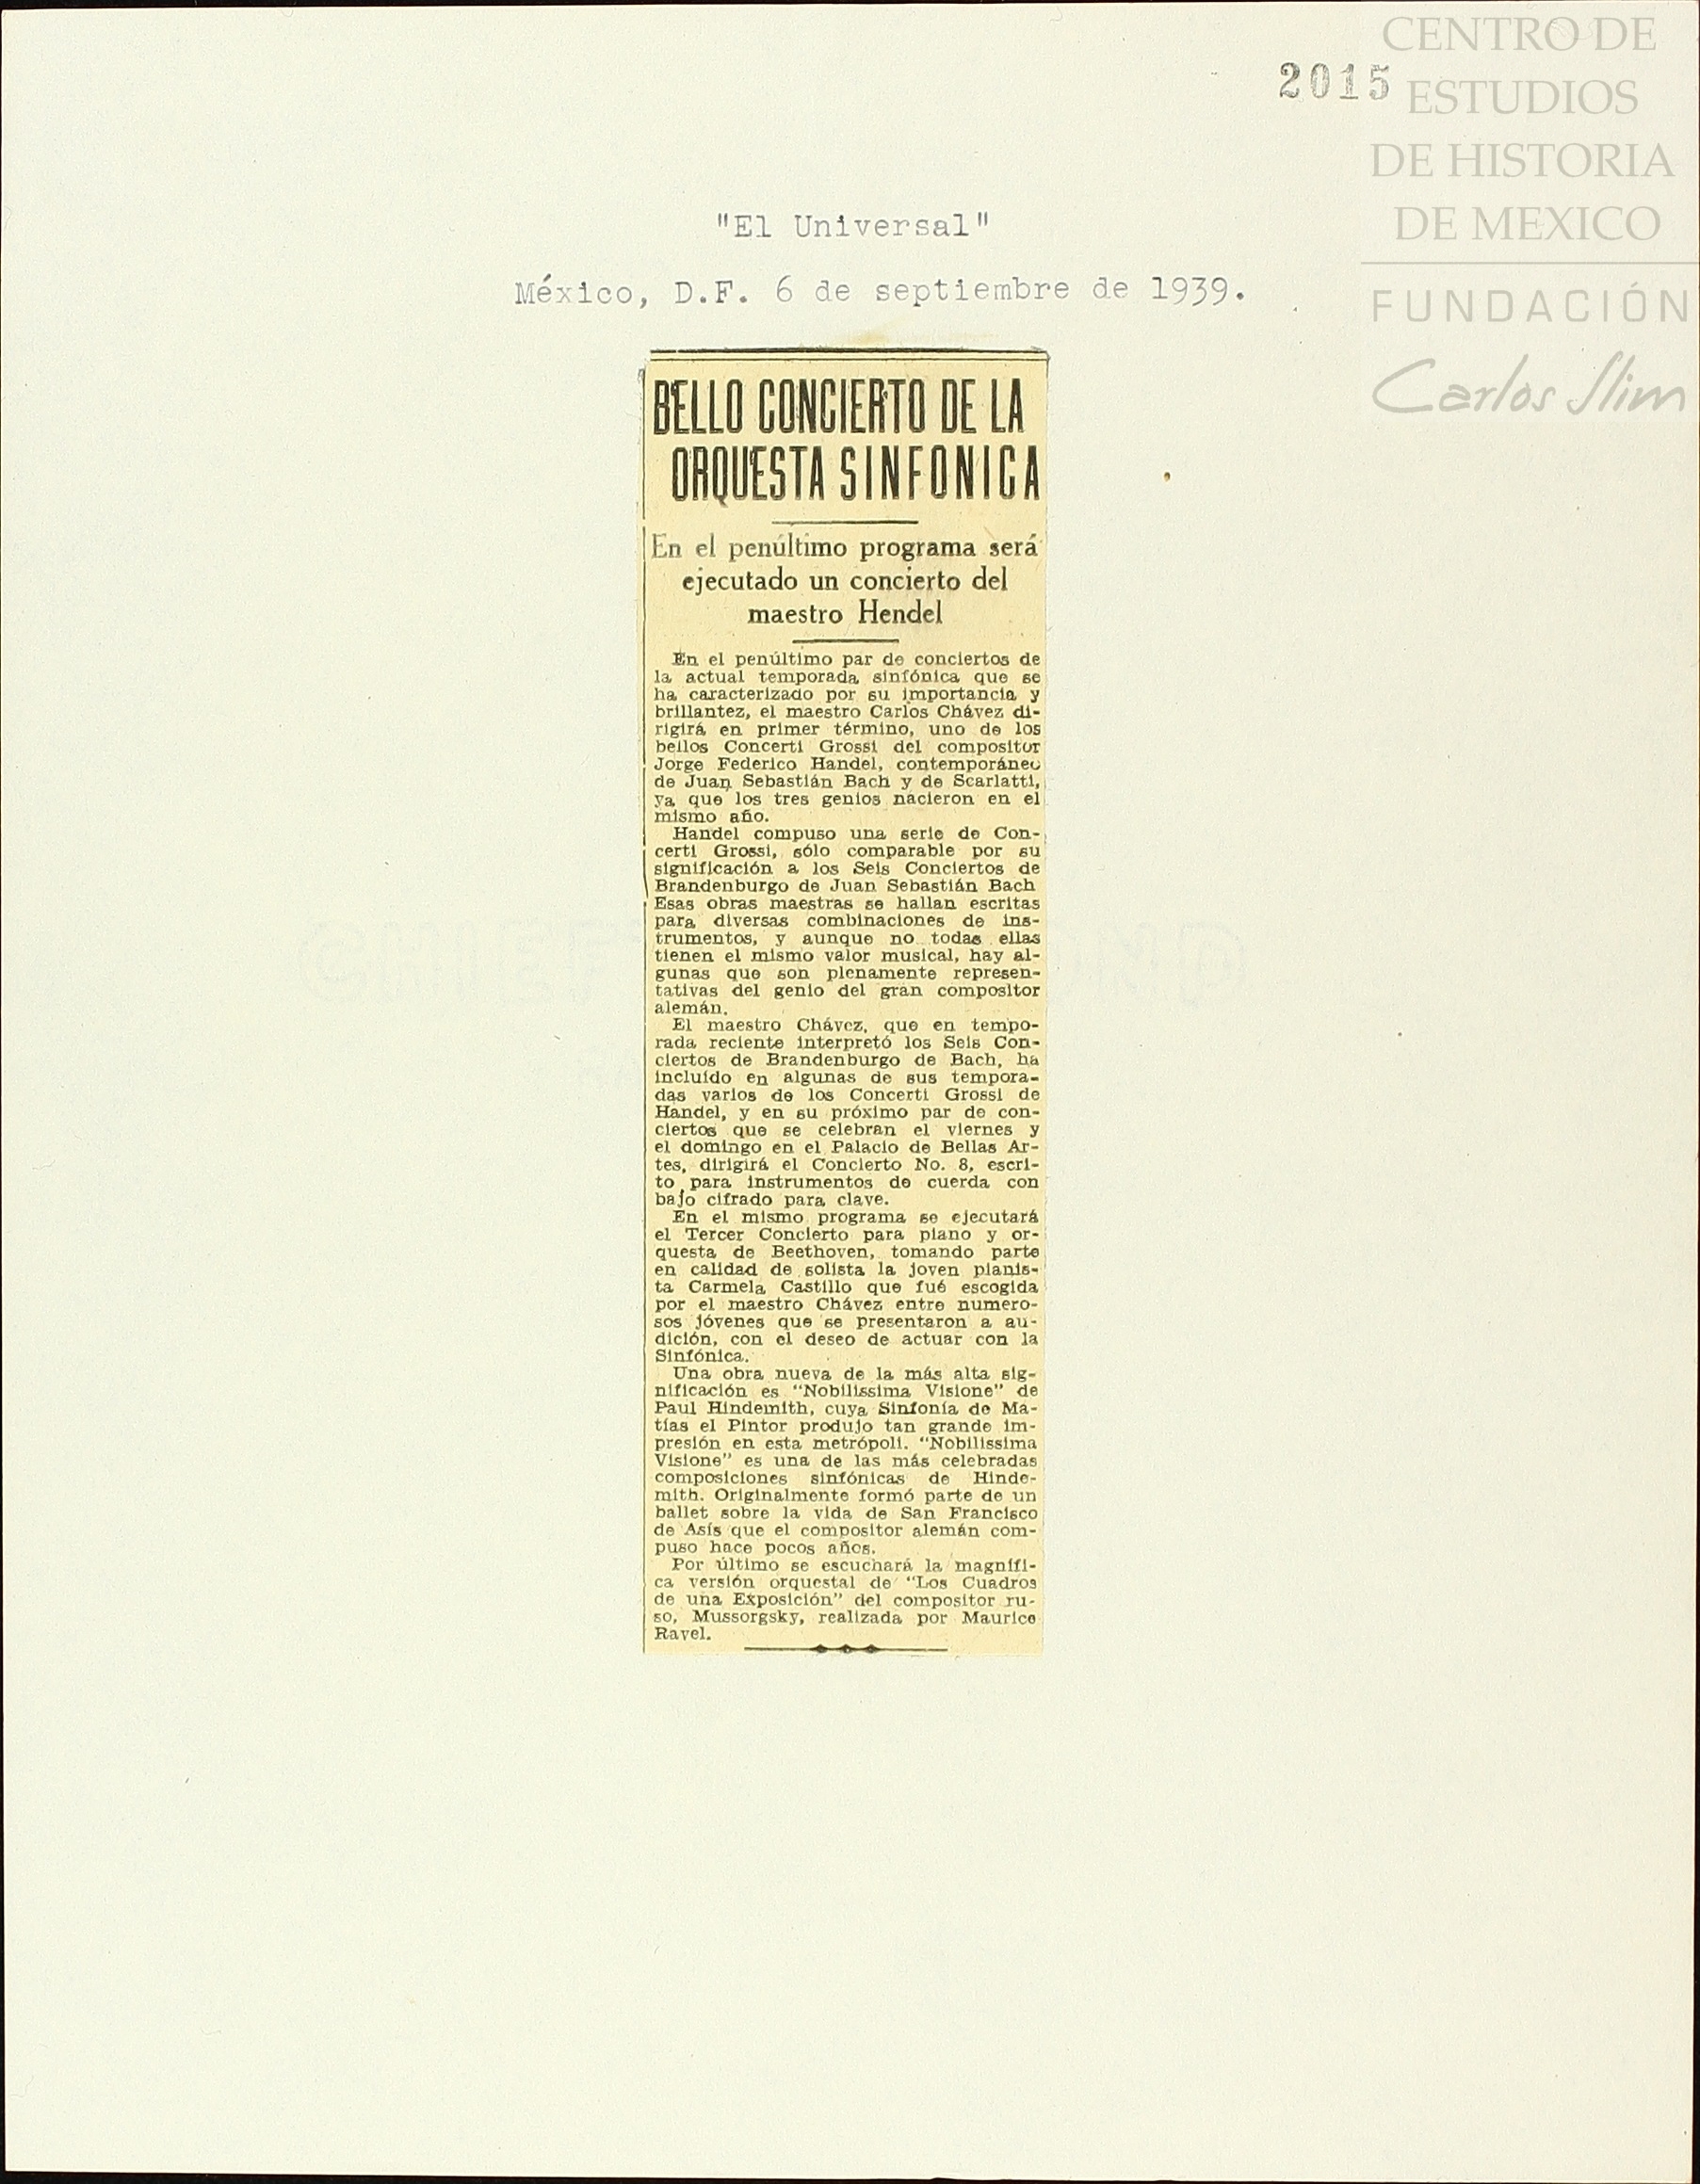 CENTRO DE
2015 ESTUDIOS
DE HISTORIA
DE MEXICO
FUNDACIÓN
Carlos Slim
"El Universal"
México, D.F. 6 de septiembre de 1939.
BELLO CONCIERTO DE LA
ORQUESTA SINFONICA
En el penúltimo programa será
ejecutado un concierto del
maestro Hendel
En el penúltimo par de conciertos de
la actual temporada sinfónica que se
ha caracterizado por su importancia y
brillantez, el maestro Carlos Chávez di-
rigirá en primer término, uno de los
bellos Concerti Grossi del compositor
Jorge Federico Handel, contemporáneo
de Juan Sebastián Bach y de Scarlatti,
ya que los tres genios nacieron en el
mismo año.
Handel compuso una serie de Con-
certi Grossi, sólo comparable por su
significación a los Seis Conciertos de
Brandenburgo de Juan Sebastián Bach
Esas obras maestras se hallan escritas
para diversas combinaciones de ins-
trumentos, y aunque no todas ellas
tienen el mismo valor musical, hay al-
gunas que son plenamente represen-
tativas del genio del gran compositor
alemán.
El maestro Chávez, que en tempo-
rada reciente interpretó los Seis Con-
ciertos de Brandenburgo de Bach, ha
incluído en algunas de sus tempora-
das varios de los Concerti Grossi de
Handel, y en su próximo par de con-
ciertos que se celebran el viernes y
el domingo en el Palacio de Bellas Ar-
tes, dirigirá el Concierto No. 8, escri-
to para instrumentos de cuerda con
bajo cifrado para clave.
En el mismo programa se ejecutará
el Tercer Concierto para piano y or-
questa de Beethoven, tomando parte
en calidad de solista la joven pianis-
ta Carmela Castillo que fué escogida
por el maestro Chávez entre numero-
sos jóvenes que se presentaron a au-
dición, con el deseo de actuar con la
Sinfónica.
Una obra nueva de la más alta sig-
nificación es "Nobilissima Visione" de
Paul Hindemith, cuya Sinfonía de Ma-
tías el Pintor produjo tan grande im-
presión en esta metrópoli. "Nobilissima
Visione" es una de las más celebradas
composiciones sinfónicas de Hinde-
mith. Originalmente formó parte de un
ballet sobre la vida de San Francisco
de Asís que el compositor alemán com-
puso hace pocos años.
Por último se escuchará la magnífi-
ca versión orquestal de "Los Cuadros
de una Exposición" del compositor ru-
so, Mussorgsky, realizada por Maurice
Ravel.